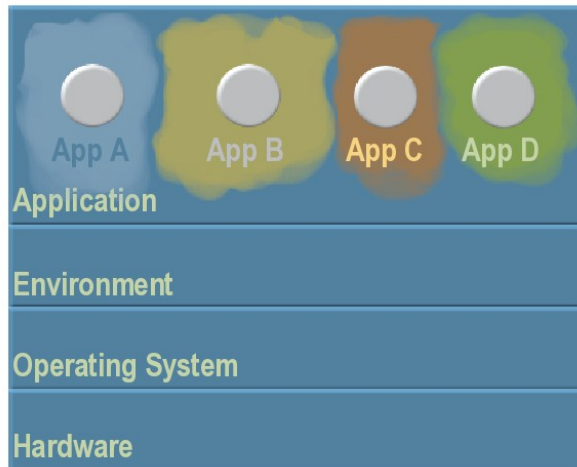 App A
App B
App C
App D
Application
Environment
Operating System
Hardware